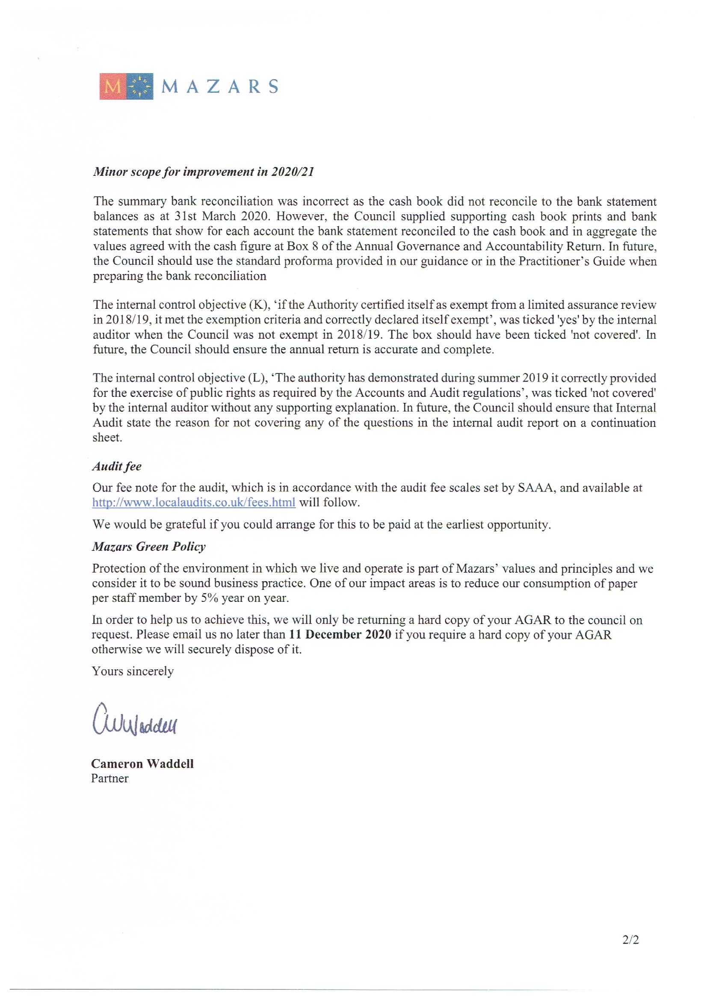 M MAZARS
Minor scope for improvement in 2020/21
The summary bank reconciliation was incorrect as the cash book did not reconcile to the bank statement
balances as at 31st March 2020. However, the Council supplied supporting cash book prints and bank
statements that show for each account the bank statement reconciled to the cash book and in aggregate the
values agreed with the cash figure at Box 8 of the Annual Governance and Accountability Return. In future,
the Council should use the standard proforma provided in our guidance or in the Practitioner’s Guide when
preparing the bank reconciliation
The internal control objective (K), ‘if the Authority certified itself as exempt from a limited assurance review
in 2018/19, it met the exemption criteria and correctly declared itself exempt’, was ticked 'yes' by the internal
auditor when the Council was not exempt in 2018/19. The box should have been ticked 'not covered'. In
future, the Council should ensure the annual return is accurate and complete.
The internal control objective (L), ‘The authority has demonstrated during summer 2019 it correctly provided
for the exercise of public rights as required by the Accounts and Audit regulations’, was ticked 'not covered'
by the internal auditor without any supporting explanation. In future, the Council should ensure that Internal
Audit state the reason for not covering any of the questions in the internal audit report on a continuation
sheet.
Audit fee
Our fee note for the audit, which is in accordance with the audit fee scales set by SAAA, and available at
http://www.localaudits.co.uk/fees.html will follow.
We would be grateful if you could arrange for this to be paid at the earliest opportunity.
Mazars Green Policy
Protection of the environment in which we live and operate is part of Mazars’ values and principles and we
consider it to be sound business practice. One of our impact areas is to reduce our consumption of paper
per staff member by 5% year on year.
In order to help us to achieve this, we will only be returning a hard copy of your AGAR to the council on
request. Please email us no later than 11 December 2020 if you require a hard copy of your AGAR
otherwise we will securely dispose of it.
Yours sincerely
CWWaddell
Cameron Waddell
Partner
2/2